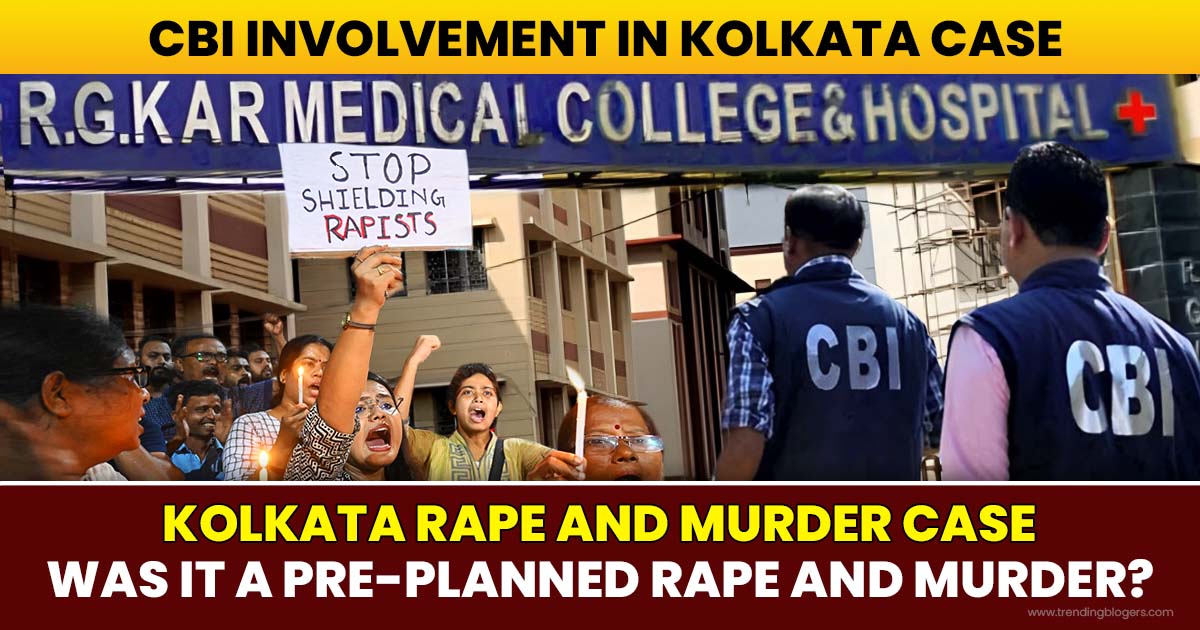 CBI INVOLVEMENT IN KOLKATA CASE
R.G.KAR MEDICAL COLLEGE & HOSPITAL
STOP
SHIELDING
RAPISTS
CBI
CBI
KOLKATA RAPE AND MURDER CASE
WAS IT A PRE-PLANNED RAPE AND MURDER?
www.trendingblogers.com